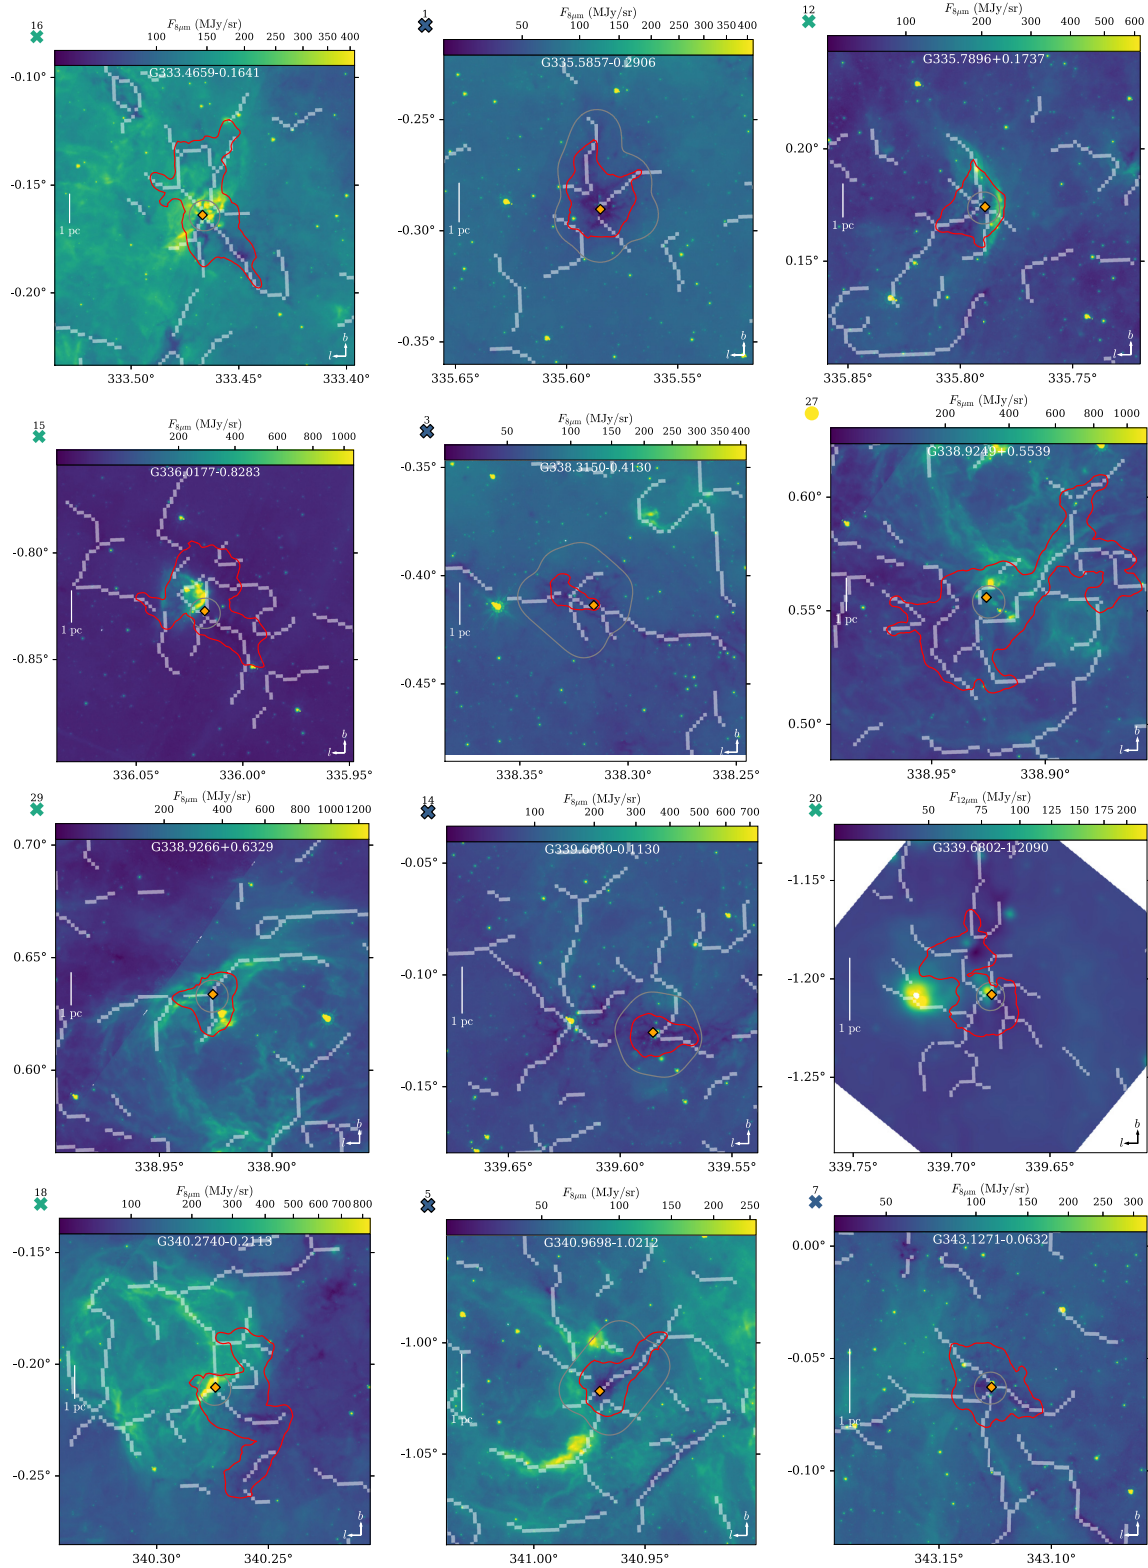 16
F8μm (MJy/sr)
100 150 200 250 300 350 400
G333.4659-0.1641
-0.10°
-0.15°
-0.20°
1 pc
b
l
333.50° 333.45° 333.40°
1
F8μm (MJy/sr)
50 100 150 200 250 300 350 400
G335.5857-0.2906
-0.25°
-0.30°
-0.35°
1 pc
b
l
335.65° 335.60° 335.55°
12
F8μm (MJy/sr)
100 200 300 400 500 600
G335.7896+0.1737
0.20°
0.15°
1 pc
b
l
335.85° 335.80° 335.75°
15
F8μm (MJy/sr)
200 400 600 800 1000
G336.0177-0.8283
-0.80°
-0.85°
1 pc
b
l
336.05° 336.00° 335.95°
3
F8μm (MJy/sr)
50 100 150 200 250 300 350 400
G338.3150-0.4130
-0.35°
-0.40°
-0.45°
1 pc
b
l
338.35° 338.30° 338.25°
27
F8μm (MJy/sr)
200 400 600 800 1000
G338.9249+0.5539
0.60°
0.55°
0.50°
1 pc
b
l
338.95° 338.90°
29
F8μm (MJy/sr)
200 400 600 800 1000 1200
G338.9266+0.6329
0.70°
0.65°
0.60°
1 pc
b
l
338.95° 338.90°
14
F8μm (MJy/sr)
100 200 300 400 500 600 700
G339.6080-0.1130
-0.05°
-0.10°
-0.15°
1 pc
b
l
339.65° 339.60° 339.55°
20
F12μm (MJy/sr)
50 75 100 125 150 175 200
G339.6802-1.2090
-1.15°
-1.20°
-1.25°
1 pc
b
l
339.75° 339.70° 339.65°
18
F8μm (MJy/sr)
100 200 300 400 500 600 700 800
G340.2740-0.2113
-0.15°
-0.20°
-0.25°
1 pc
b
l
340.30° 340.25°
5
F8μm (MJy/sr)
50 100 150 200 250
G340.9698-1.0212
-1.00°
-1.05°
1 pc
b
l
341.00° 340.95°
7
F8μm (MJy/sr)
50 100 150 200 250 300
G343.1271-0.0632
0.00°
-0.05°
-0.10°
1 pc
b
l
343.15° 343.10°